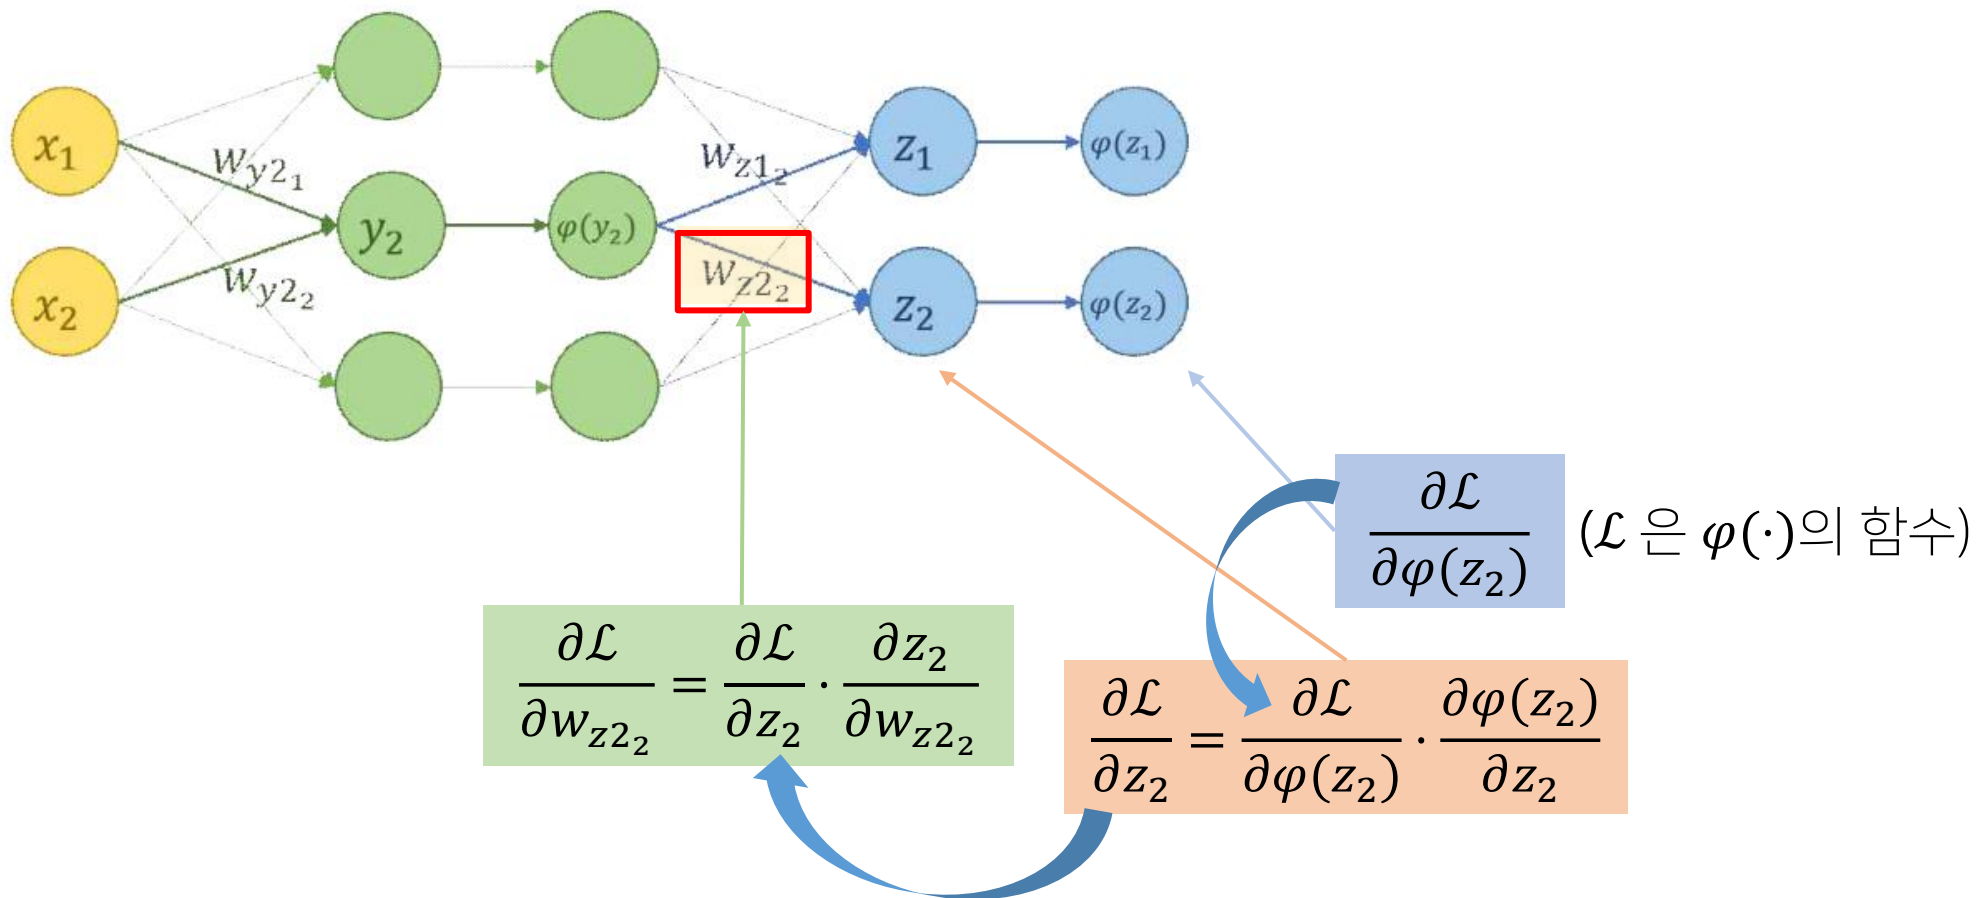 x₁
x₂
w_{y2₁}
w_{y2₂}
y₂
φ(y₂)
w_{z1₂}
w_{z2₂}
z₁
φ(z₁)
z₂
φ(z₂)
∂ℒ/∂φ(z₂) (ℒ 은 φ(·)의 함수)
∂ℒ/∂w_{z2₂} = ∂ℒ/∂z₂ · ∂z₂/∂w_{z2₂}
∂ℒ/∂z₂ = ∂ℒ/∂φ(z₂) · ∂φ(z₂)/∂z₂